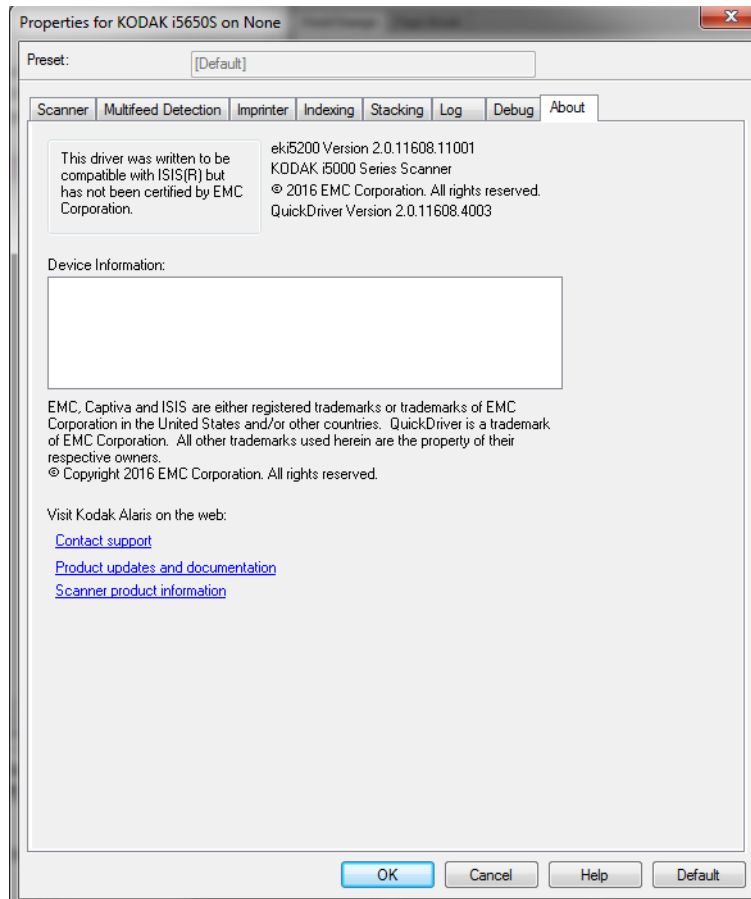 Properties for KODAK i5650S on None
Preset:
[Default]
Scanner
Multifeed Detection
Imprinter
Indexing
Stacking
Log
Debug
About
This driver was written to be
compatible with ISIS(R) but
has not been certified by EMC
Corporation.
eki5200 Version 2.0.11608.11001
KODAK i5000 Series Scanner
© 2016 EMC Corporation. All rights reserved.
QuickDriver Version 2.0.11608.4003
Device Information:
EMC, Captiva and ISIS are either registered trademarks or trademarks of EMC
Corporation in the United States and/or other countries.  QuickDriver is a trademark
of EMC Corporation.  All other trademarks used herein are the property of their
respective owners.
© Copyright 2016 EMC Corporation. All rights reserved.
Visit Kodak Alaris on the web:
Contact support
Product updates and documentation
Scanner product information
OK
Cancel
Help
Default